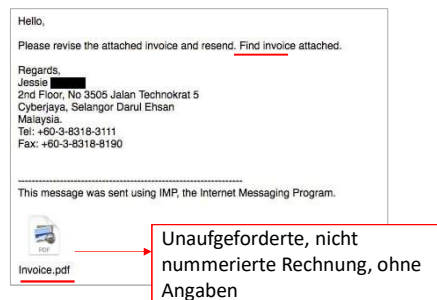 Hello,
Please revise the attached invoice and resend. Find invoice attached.
Regards,
Jessie
2nd Floor, No 3505 Jalan Technokrat 5
Cyberjaya, Selangor Darul Ehsan
Malaysia.
Tel: +60-3-8318-3111
Fax: +60-3-8318-8190
----------------------------------------------------------------
This message was sent using IMP, the Internet Messaging Program.
PDF
Invoice.pdf
Unaufgeforderte, nicht
nummerierte Rechnung, ohne
Angaben